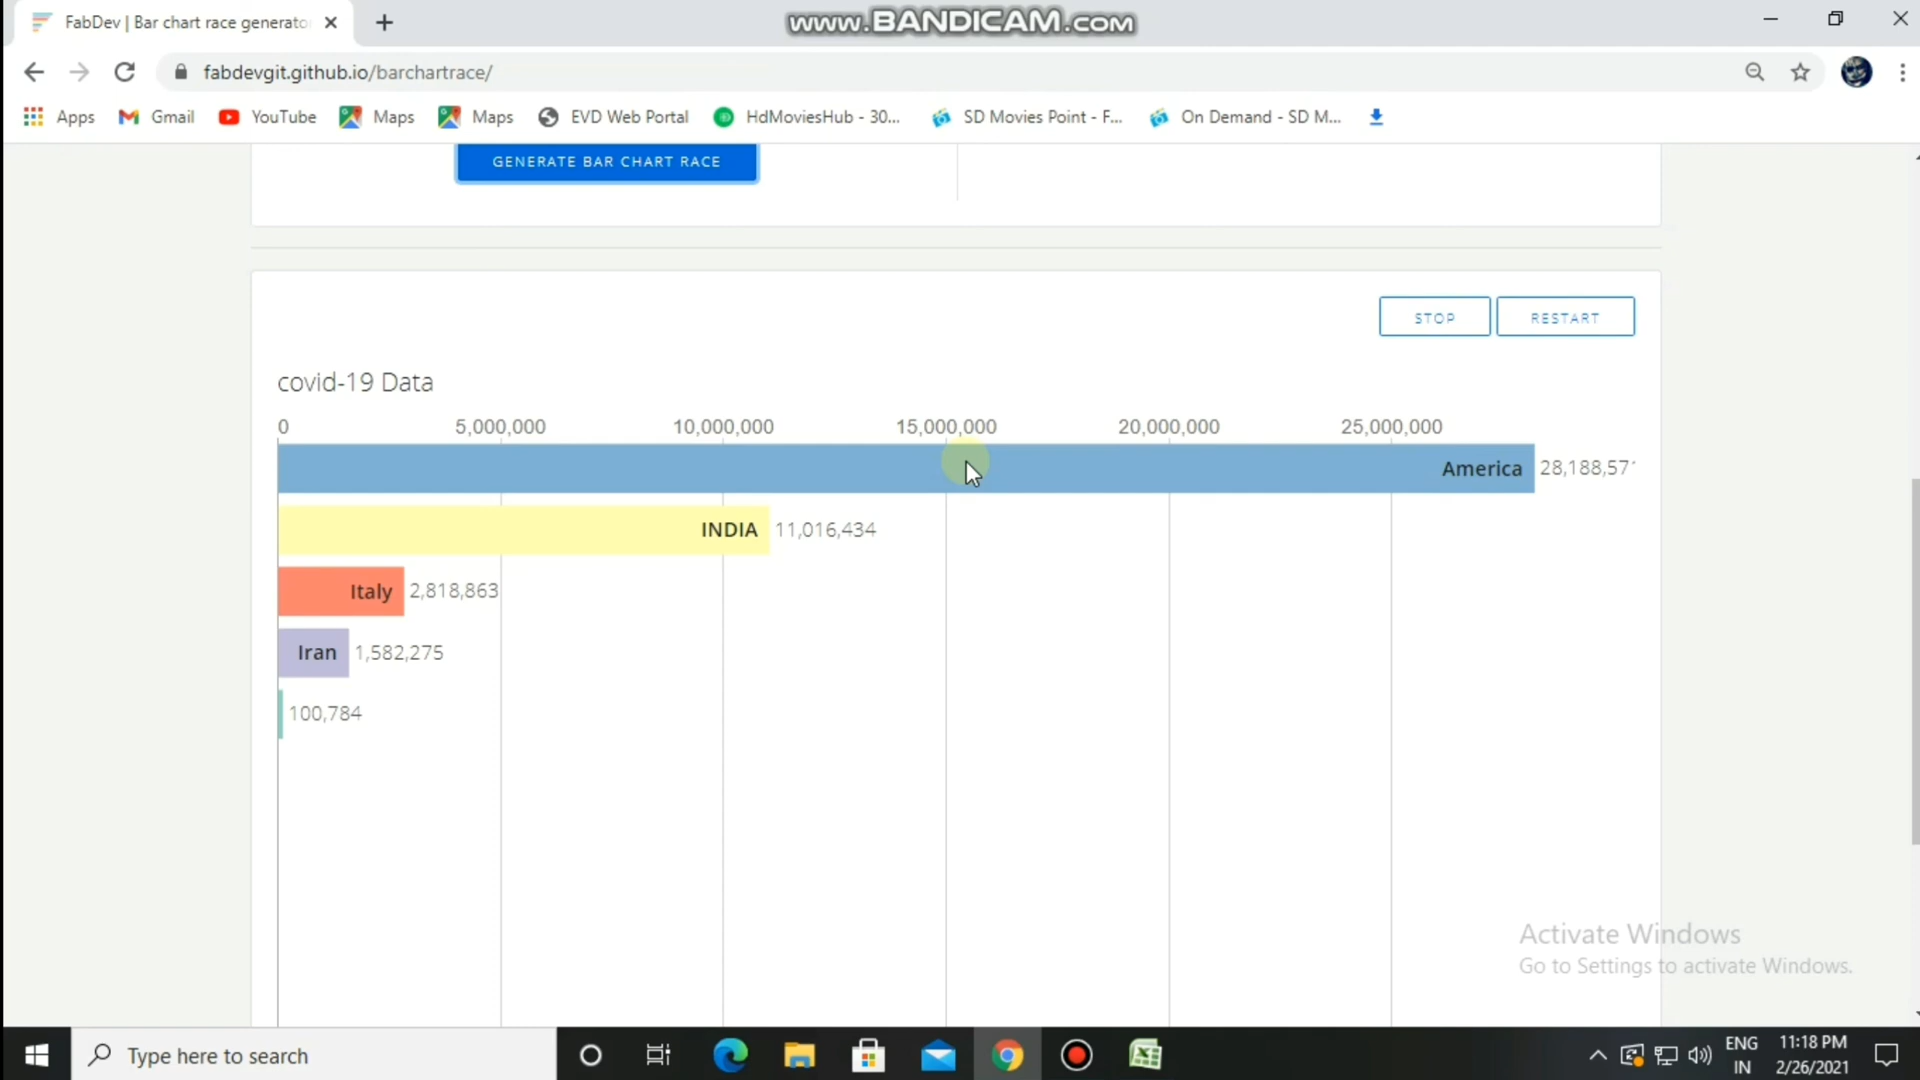 FabDev | Bar chart race generato
www.BANDICAM.com
fabdevgit.github.io/barchartrace/
Apps
Gmail
YouTube
Maps
Maps
EVD Web Portal
HdMoviesHub - 30...
SD Movies Point - F...
On Demand - SD M...
GENERATE BAR CHART RACE
STOP
RESTART
covid-19 Data
0 5,000,000 10,000,000 15,000,000 20,000,000 25,000,000
America 28,188,571
INDIA 11,016,434
Italy 2,818,863
Iran 1,582,275
100,784
Activate Windows
Go to Settings to activate Windows.
Type here to search
ENG
IN
11:18 PM
2/26/2021